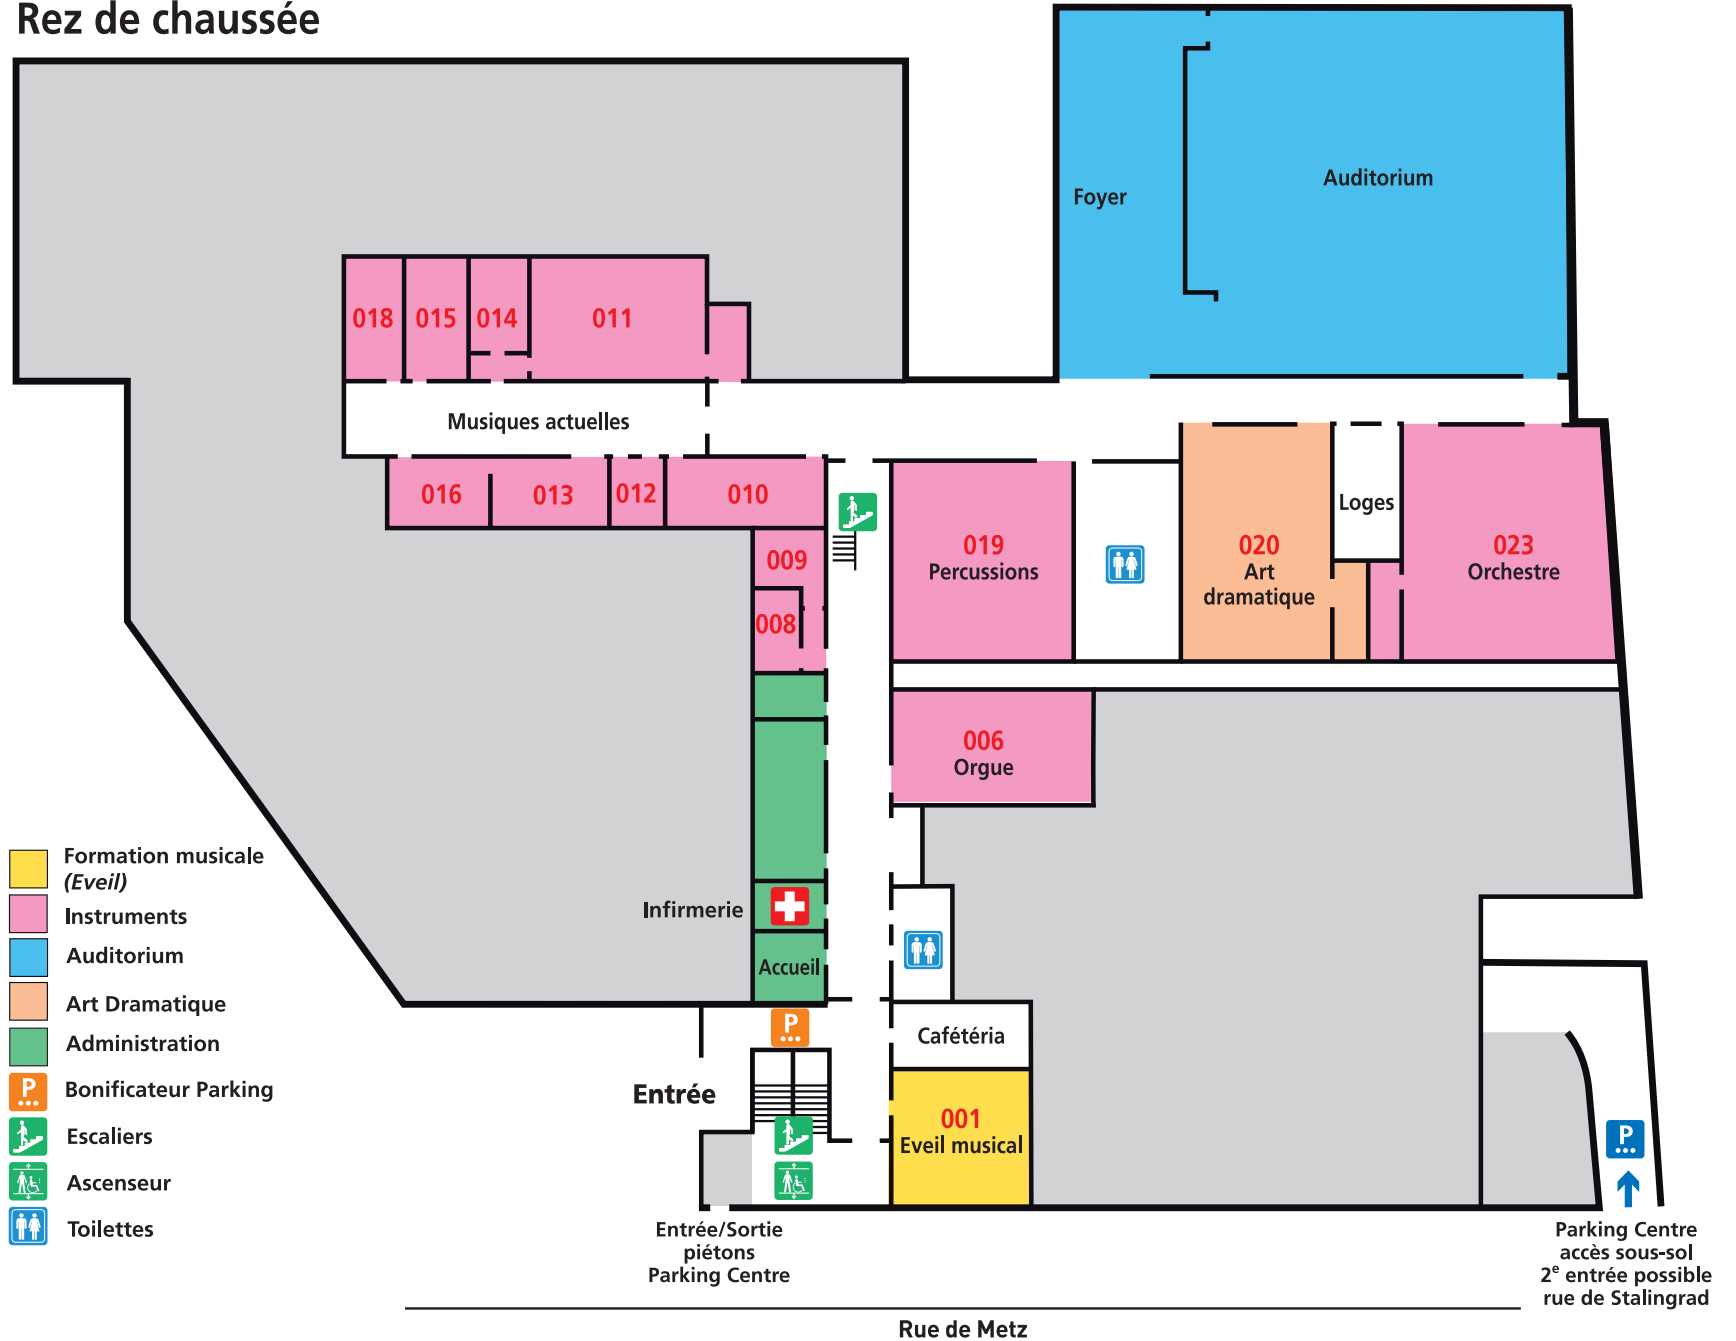 Rez de chaussée
Foyer
Auditorium
018
015
014
011
Musiques actuelles
016
013
012
010
009
008
019
Percussions
020
Art
dramatique
Loges
023
Orchestre
006
Orgue
Infirmerie
Accueil
P
Entrée
Cafétéria
001
Eveil musical
Formation musicale
(Eveil)
Instruments
Auditorium
Art Dramatique
Administration
P
Bonificateur Parking
Escaliers
Ascenseur
Toilettes
Entrée/Sortie
piétons
Parking Centre
P
Parking Centre
accès sous-sol
2e entrée possible
rue de Stalingrad
Rue de Metz